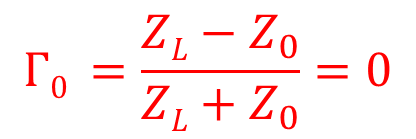 Γ₀ = (Z_L − Z₀) / (Z_L + Z₀) = 0